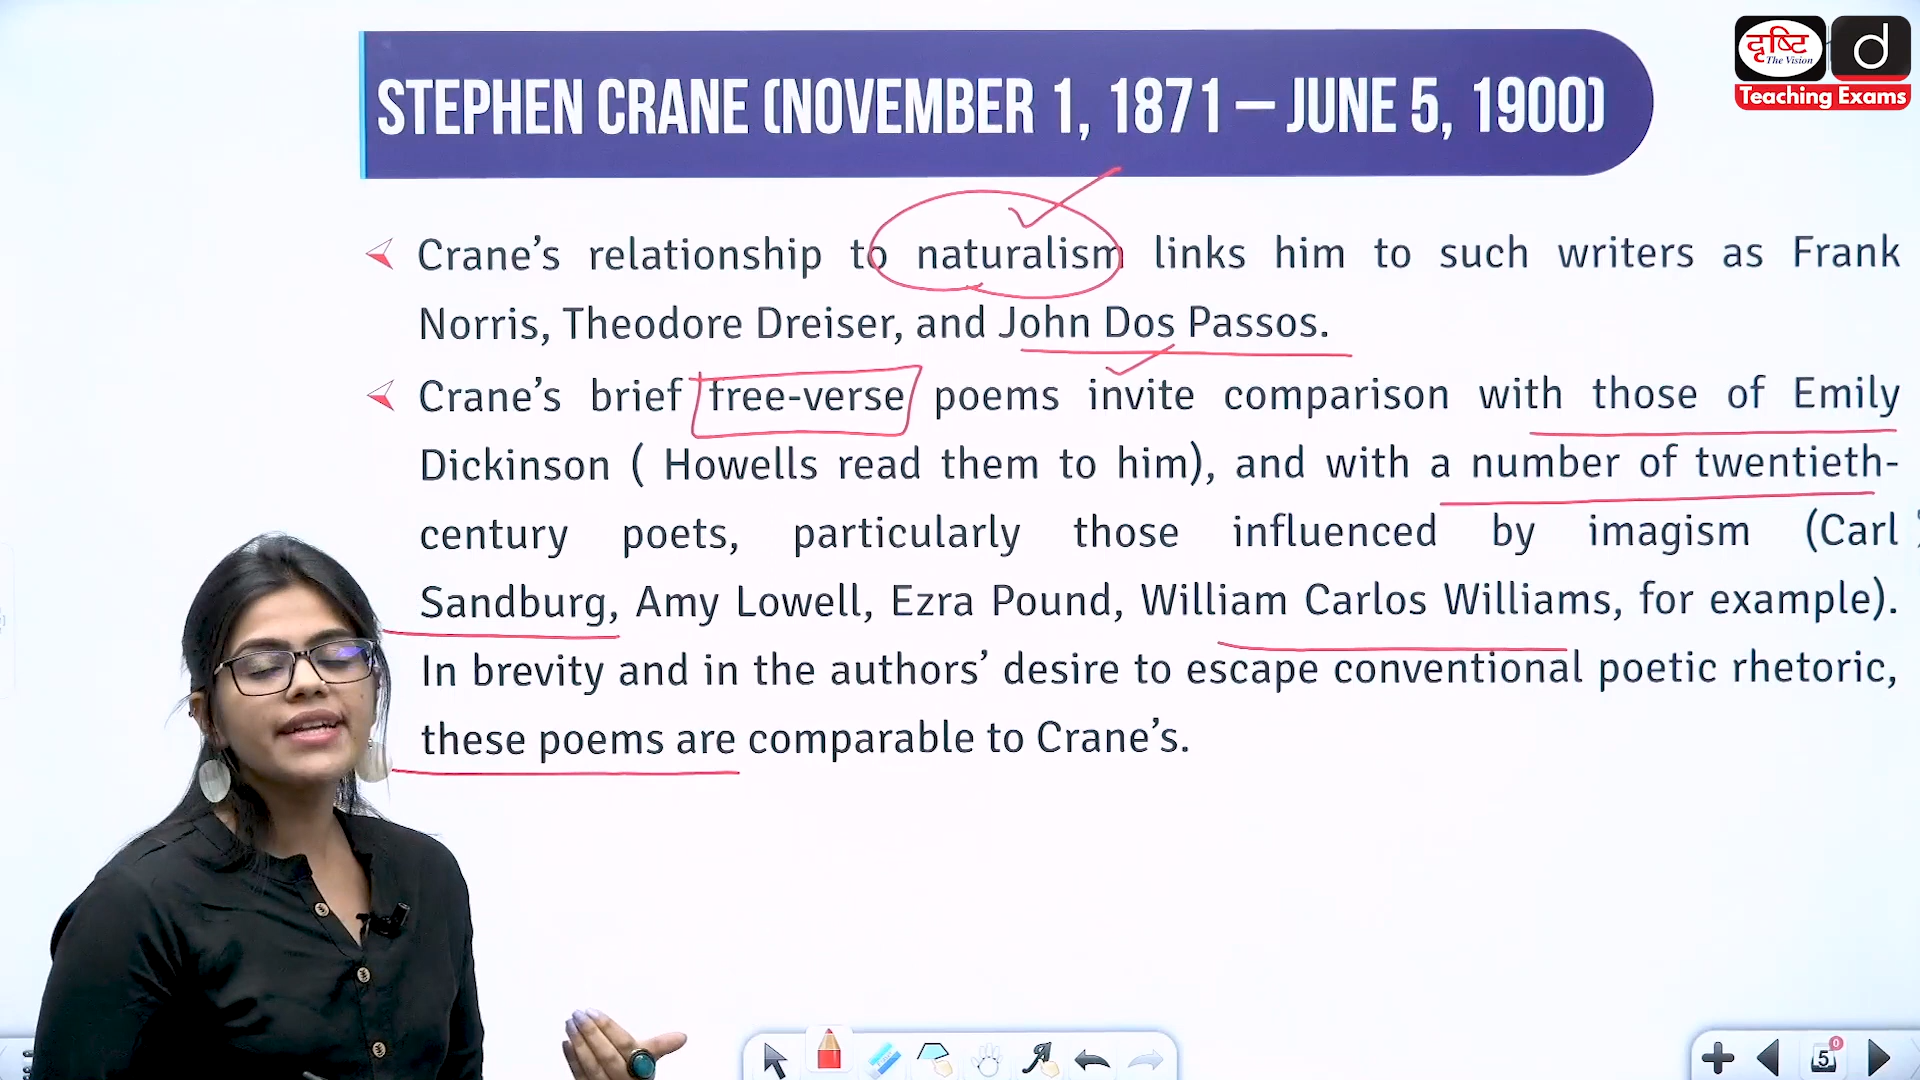 दृष्टि
The Vision
d
Teaching Exams
STEPHEN CRANE (NOVEMBER 1, 1871 – JUNE 5, 1900)
Crane’s relationship to naturalism links him to such writers as Frank
Norris, Theodore Dreiser, and John Dos Passos.
Crane’s brief free-verse poems invite comparison with those of Emily
Dickinson ( Howells read them to him), and with a number of twentieth-
century poets, particularly those influenced by imagism (Carl
Sandburg, Amy Lowell, Ezra Pound, William Carlos Williams, for example).
In brevity and in the authors’ desire to escape conventional poetic rhetoric,
these poems are comparable to Crane’s.
5
0